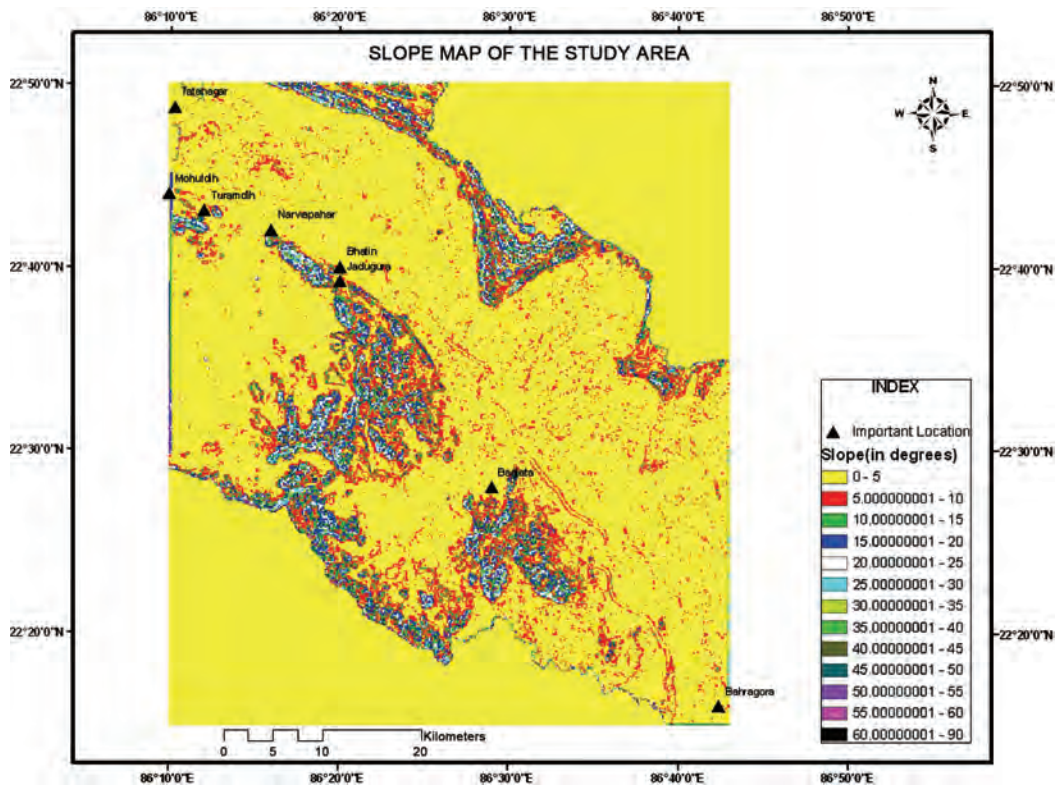 86°10'0"E 86°20'0"E 86°30'0"E 86°40'0"E 86°50'0"E
SLOPE MAP OF THE STUDY AREA
22°50'0"N 22°50'0"N
N
W E
S
Tatanagar
Mohuldih
Turamdih
Narvapahar
Bhatin
Jadugura
22°40'0"N 22°40'0"N
INDEX
Important Location
Slope(in degrees)
0 - 5
5.000000001 - 10
10.00000001 - 15
15.00000001 - 20
20.00000001 - 25
25.00000001 - 30
30.00000001 - 35
35.00000001 - 40
40.00000001 - 45
45.00000001 - 50
50.00000001 - 55
55.00000001 - 60
60.00000001 - 90
22°30'0"N 22°30'0"N
22°20'0"N 22°20'0"N
Bahragora
Kilometers
0 5 10 20
86°10'0"E 86°20'0"E 86°30'0"E 86°40'0"E 86°50'0"E